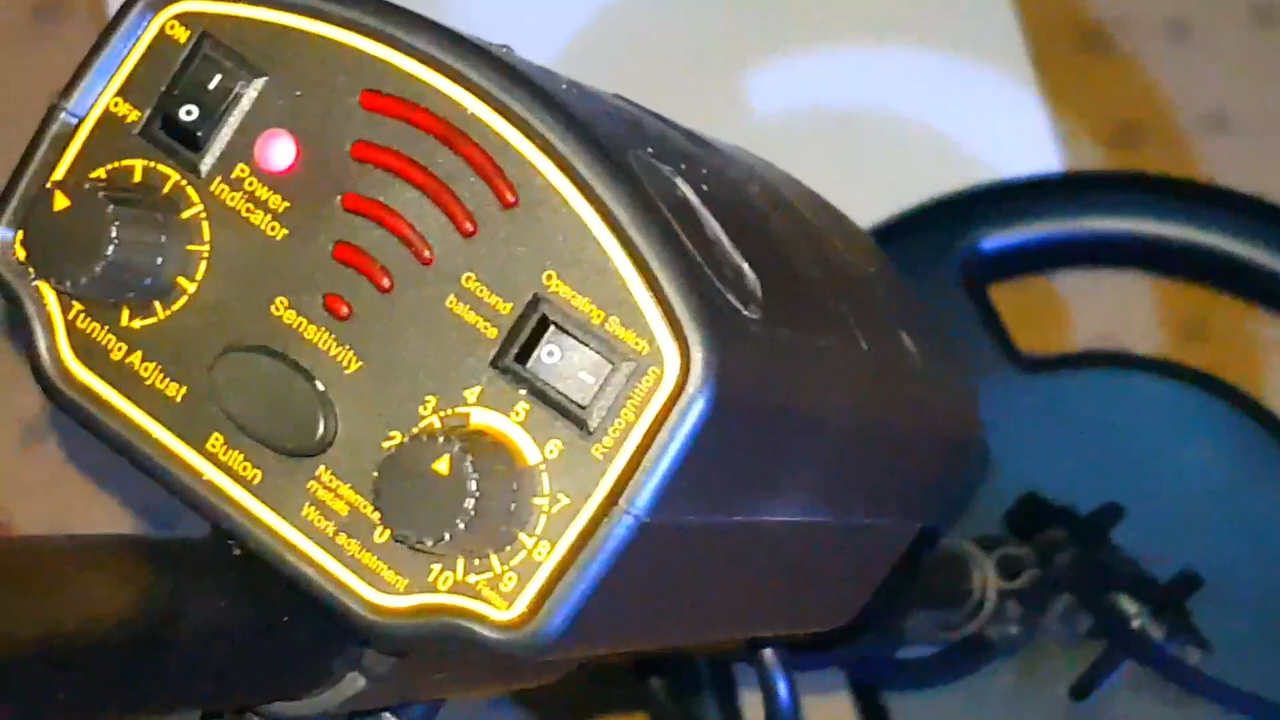 ON
OFF
Power
Indicator
Tuning Adjust
Sensitivity
Button
Ground
balance
Operating Switch
Recognition
Nonferrous
metals
Work adjustment
0
2
3
4
5
6
7
8
9
10